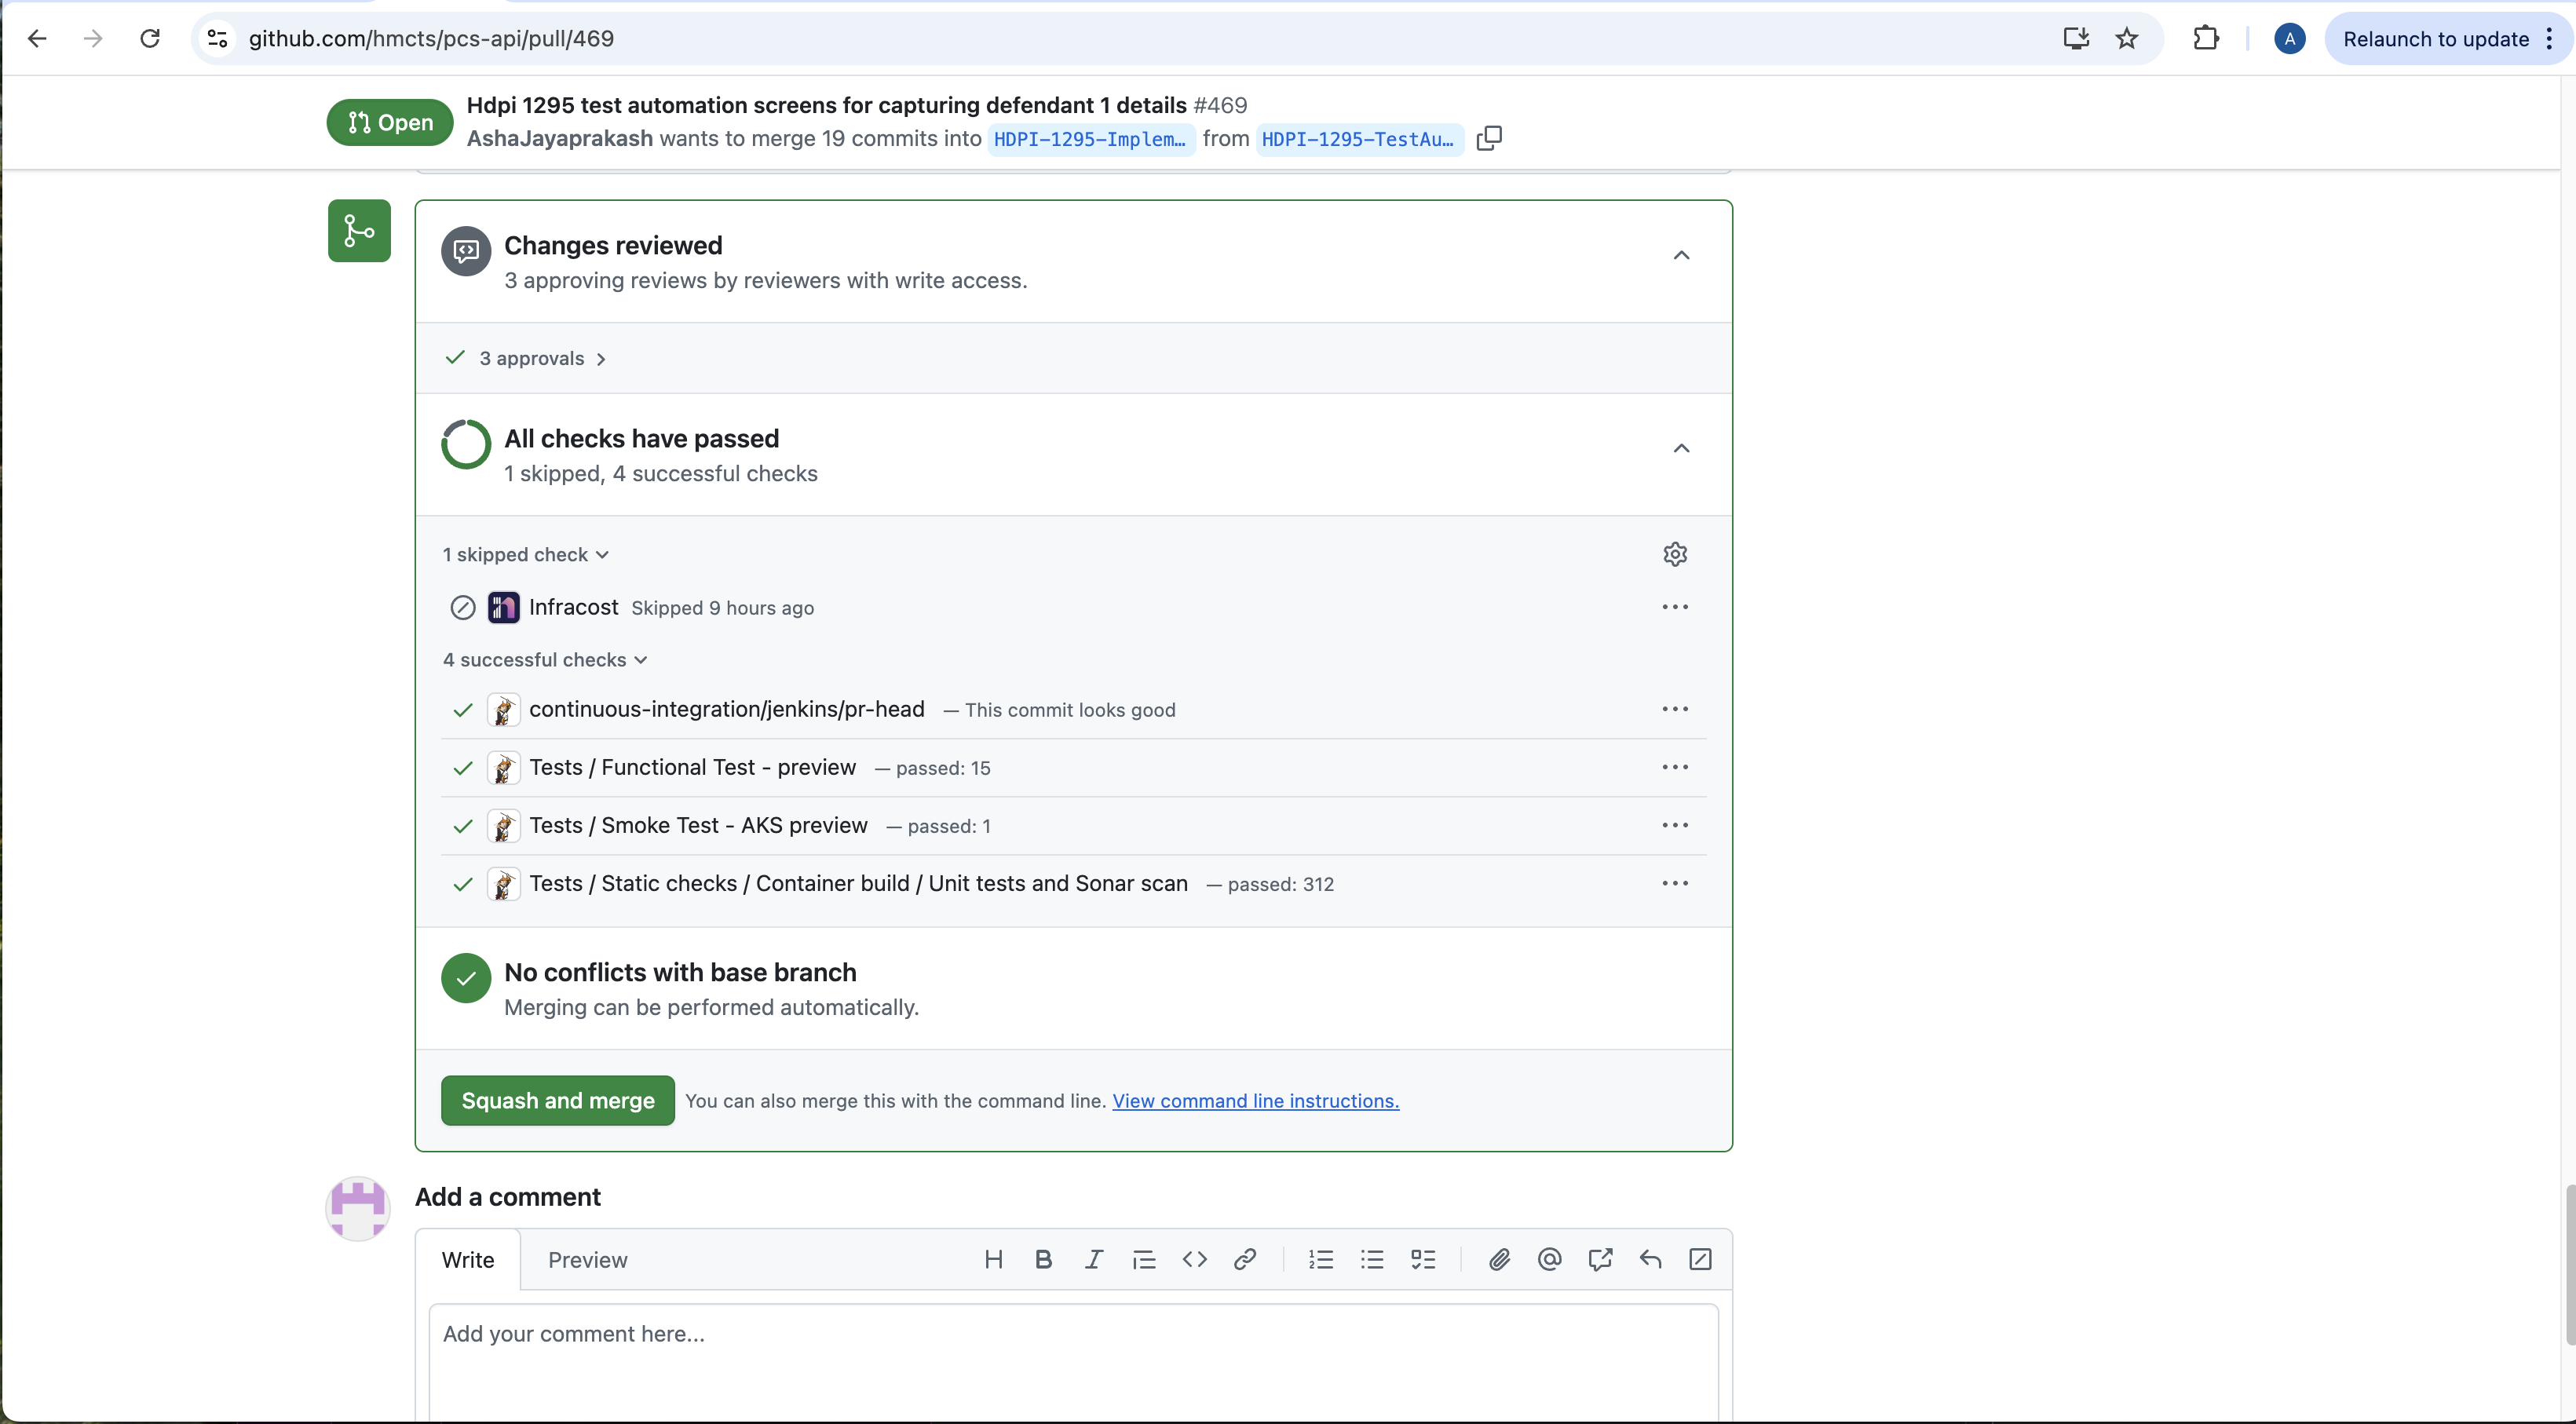 github.com/hmcts/pcs-api/pull/469
A
Relaunch to update
Open
Hdpi 1295 test automation screens for capturing defendant 1 details #469
AshaJayaprakash wants to merge 19 commits into HDPI-1295-Implem… from HDPI-1295-TestAu…
Changes reviewed
3 approving reviews by reviewers with write access.
3 approvals
All checks have passed
1 skipped, 4 successful checks
1 skipped check
Infracost Skipped 9 hours ago
4 successful checks
continuous-integration/jenkins/pr-head — This commit looks good
Tests / Functional Test - preview — passed: 15
Tests / Smoke Test - AKS preview — passed: 1
Tests / Static checks / Container build / Unit tests and Sonar scan — passed: 312
No conflicts with base branch
Merging can be performed automatically.
Squash and merge You can also merge this with the command line. View command line instructions.
Add a comment
Write Preview
Add your comment here...